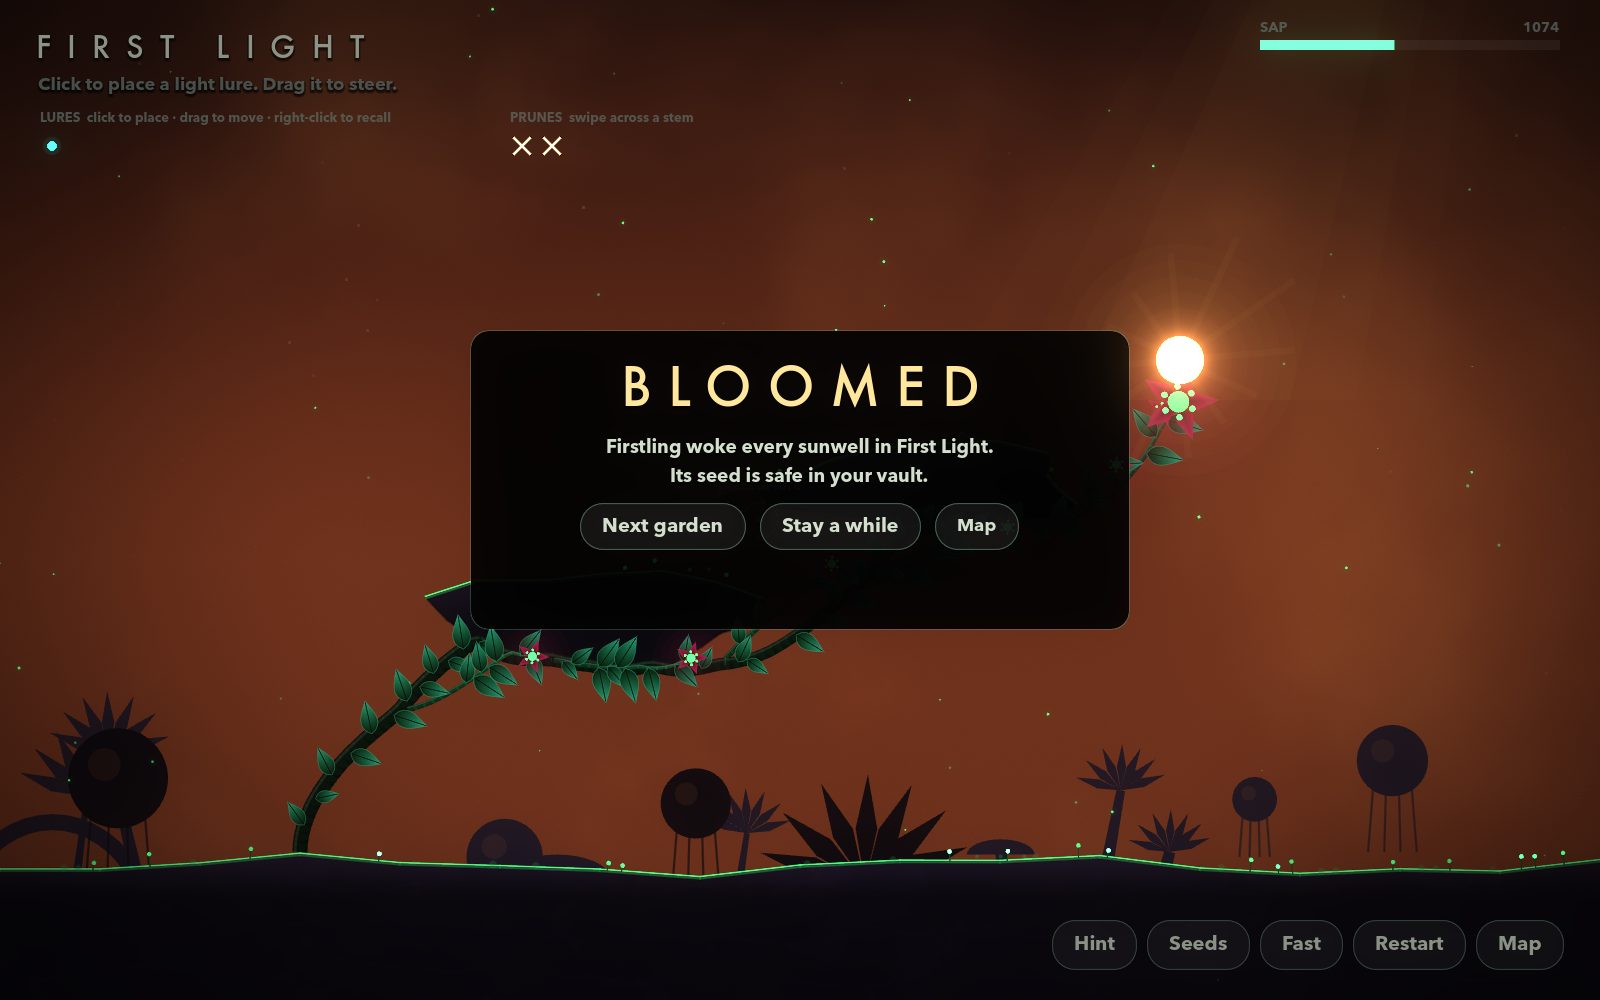 FIRST LIGHT
Click to place a light lure. Drag it to steer.
LURES click to place · drag to move · right-click to recall
PRUNES swipe across a stem
SAP 1074
BLOOMED
Firstling woke every sunwell in First Light.
Its seed is safe in your vault.
Next garden Stay a while Map
Hint Seeds Fast Restart Map